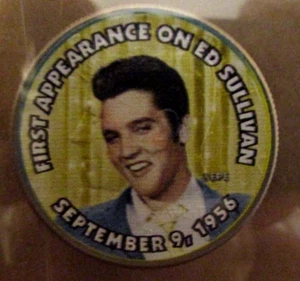 FIRST APPEARANCE ON ED SULLIVAN
SEPTEMBER 9, 1956